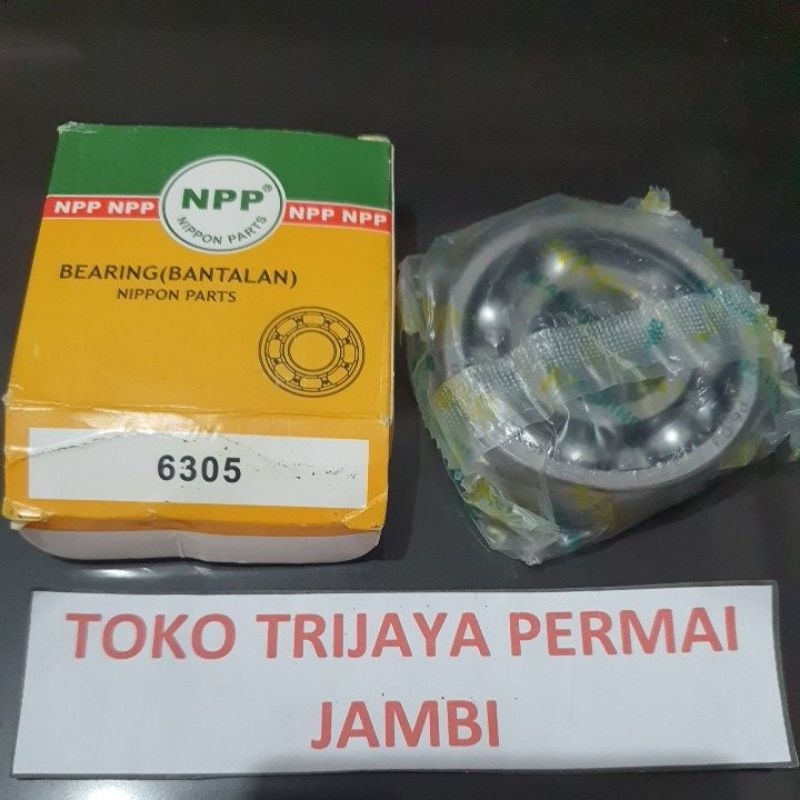 NPP®
NIPPON PARTS
NPP NPP
NPP NPP
BEARING(BANTALAN)
NIPPON PARTS
6305
TOKO TRIJAYA PERMAI
JAMBI